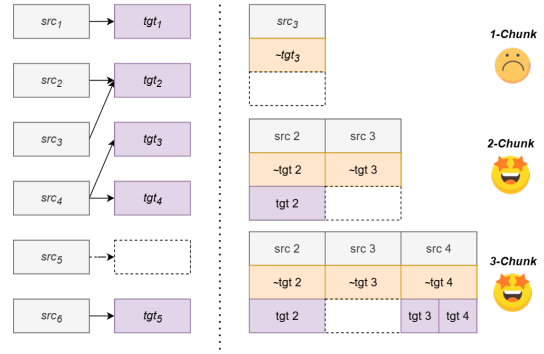 src₁ tgt₁
src₂ tgt₂
src₃ tgt₃
src₄ tgt₄
src₅
src₆ tgt₅
src₃
~tgt₃
1-Chunk
src 2 src 3
~tgt 2 ~tgt 3
tgt 2
2-Chunk
src 2 src 3 src 4
~tgt 2 ~tgt 3 ~tgt 4
tgt 2 tgt 3 tgt 4
3-Chunk